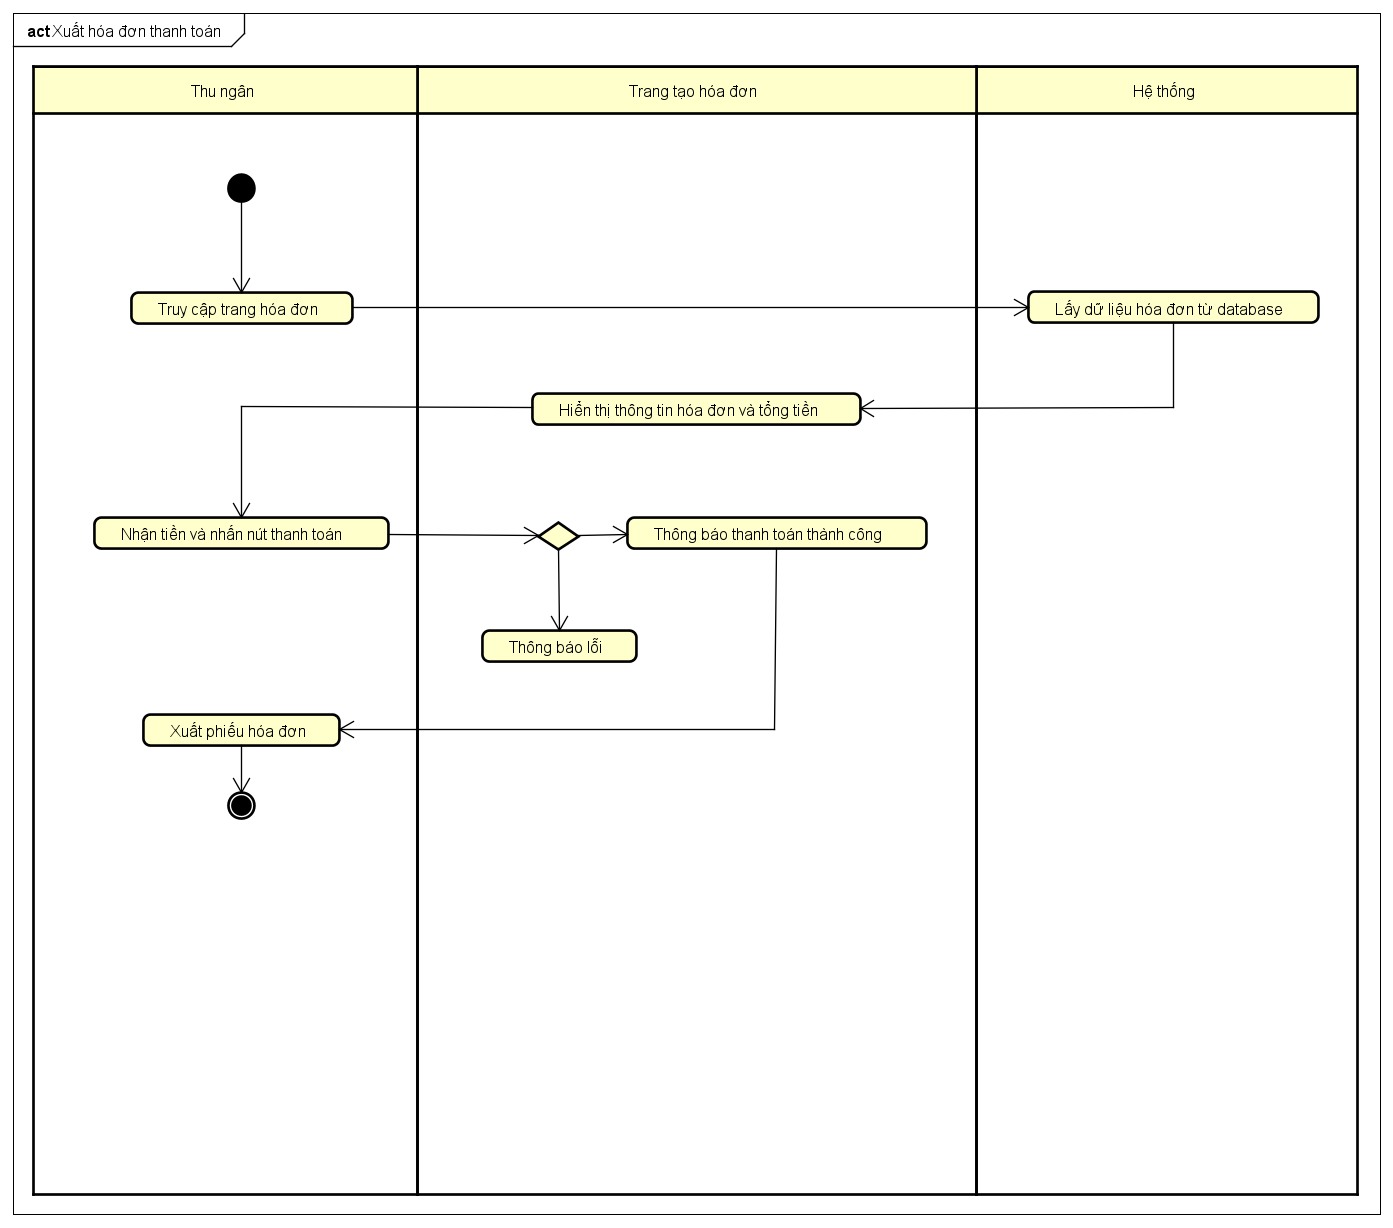 act Xuất hóa đơn thanh toán
Thu ngân
Trang tạo hóa đơn
Hệ thống
Truy cập trang hóa đơn
Lấy dữ liệu hóa đơn từ database
Hiển thị thông tin hóa đơn và tổng tiền
Nhận tiền và nhấn nút thanh toán
Thông báo thanh toán thành công
Thông báo lỗi
Xuất phiếu hóa đơn